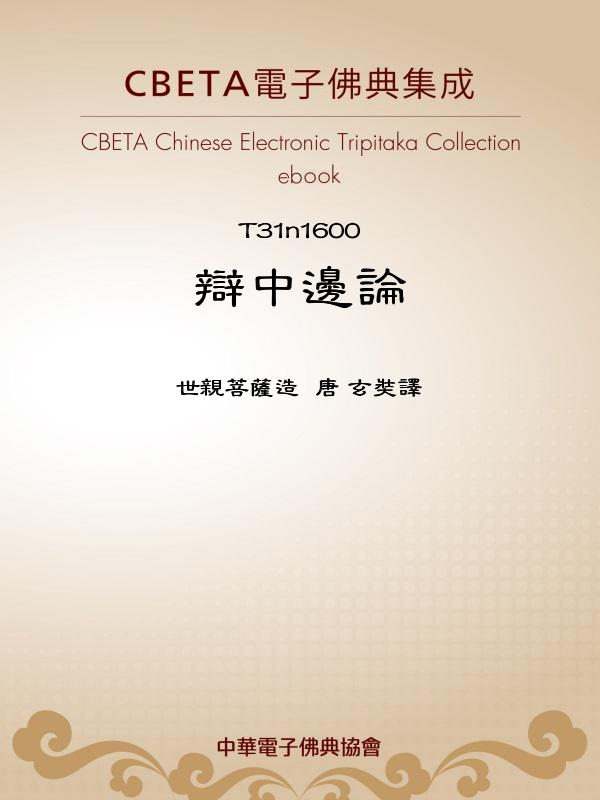 CBETA電子佛典集成
CBETA Chinese Electronic Tripitaka Collection
ebook
T31n1600
辯中邊論
世親菩薩造 唐 玄奘譯
中華電子佛典協會